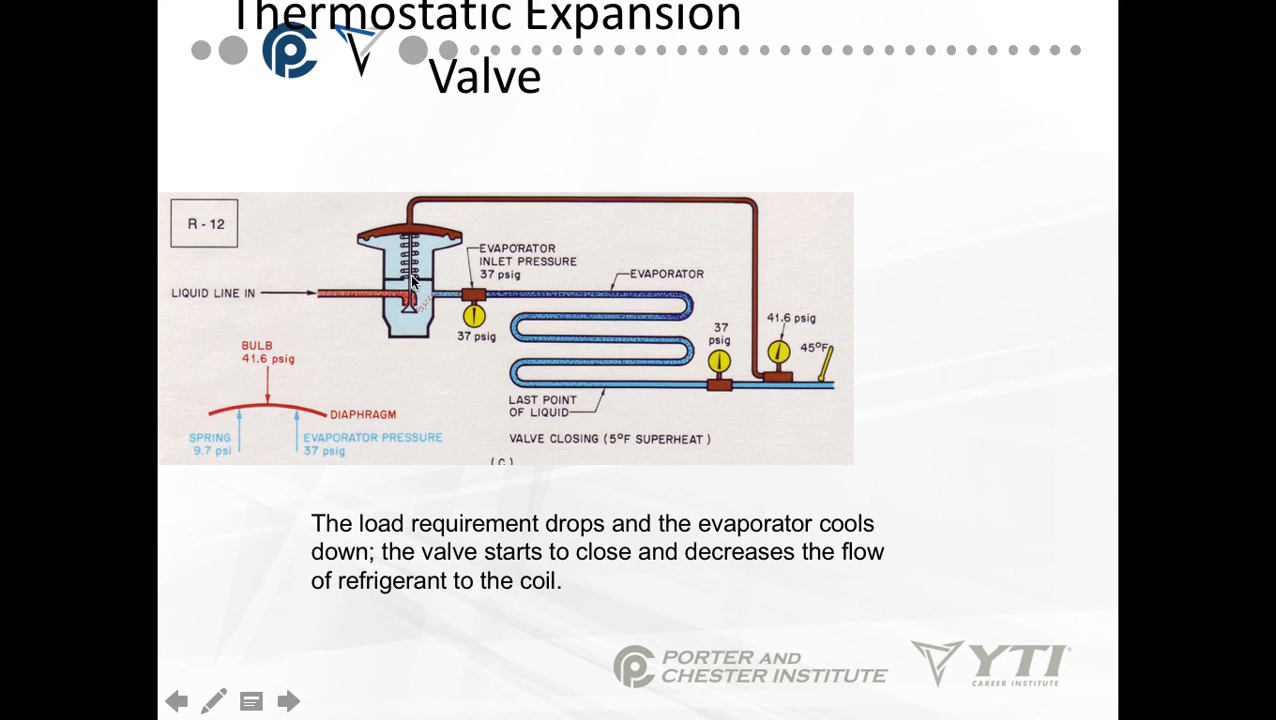 Thermostatic Expansion
Valve
R - 12
EVAPORATOR
INLET PRESSURE
37 psig
EVAPORATOR
LIQUID LINE IN
37 psig
37
psig
41.6 psig
45°F
BULB
41.6 psig
DIAPHRAGM
SPRING
9.7 psi
EVAPORATOR PRESSURE
37 psig
LAST POINT
OF LIQUID
VALVE CLOSING (5°F SUPERHEAT )
(C)
The load requirement drops and the evaporator cools
down; the valve starts to close and decreases the flow
of refrigerant to the coil.
PORTER AND
CHESTER INSTITUTE
YTI
CAREER INSTITUTE